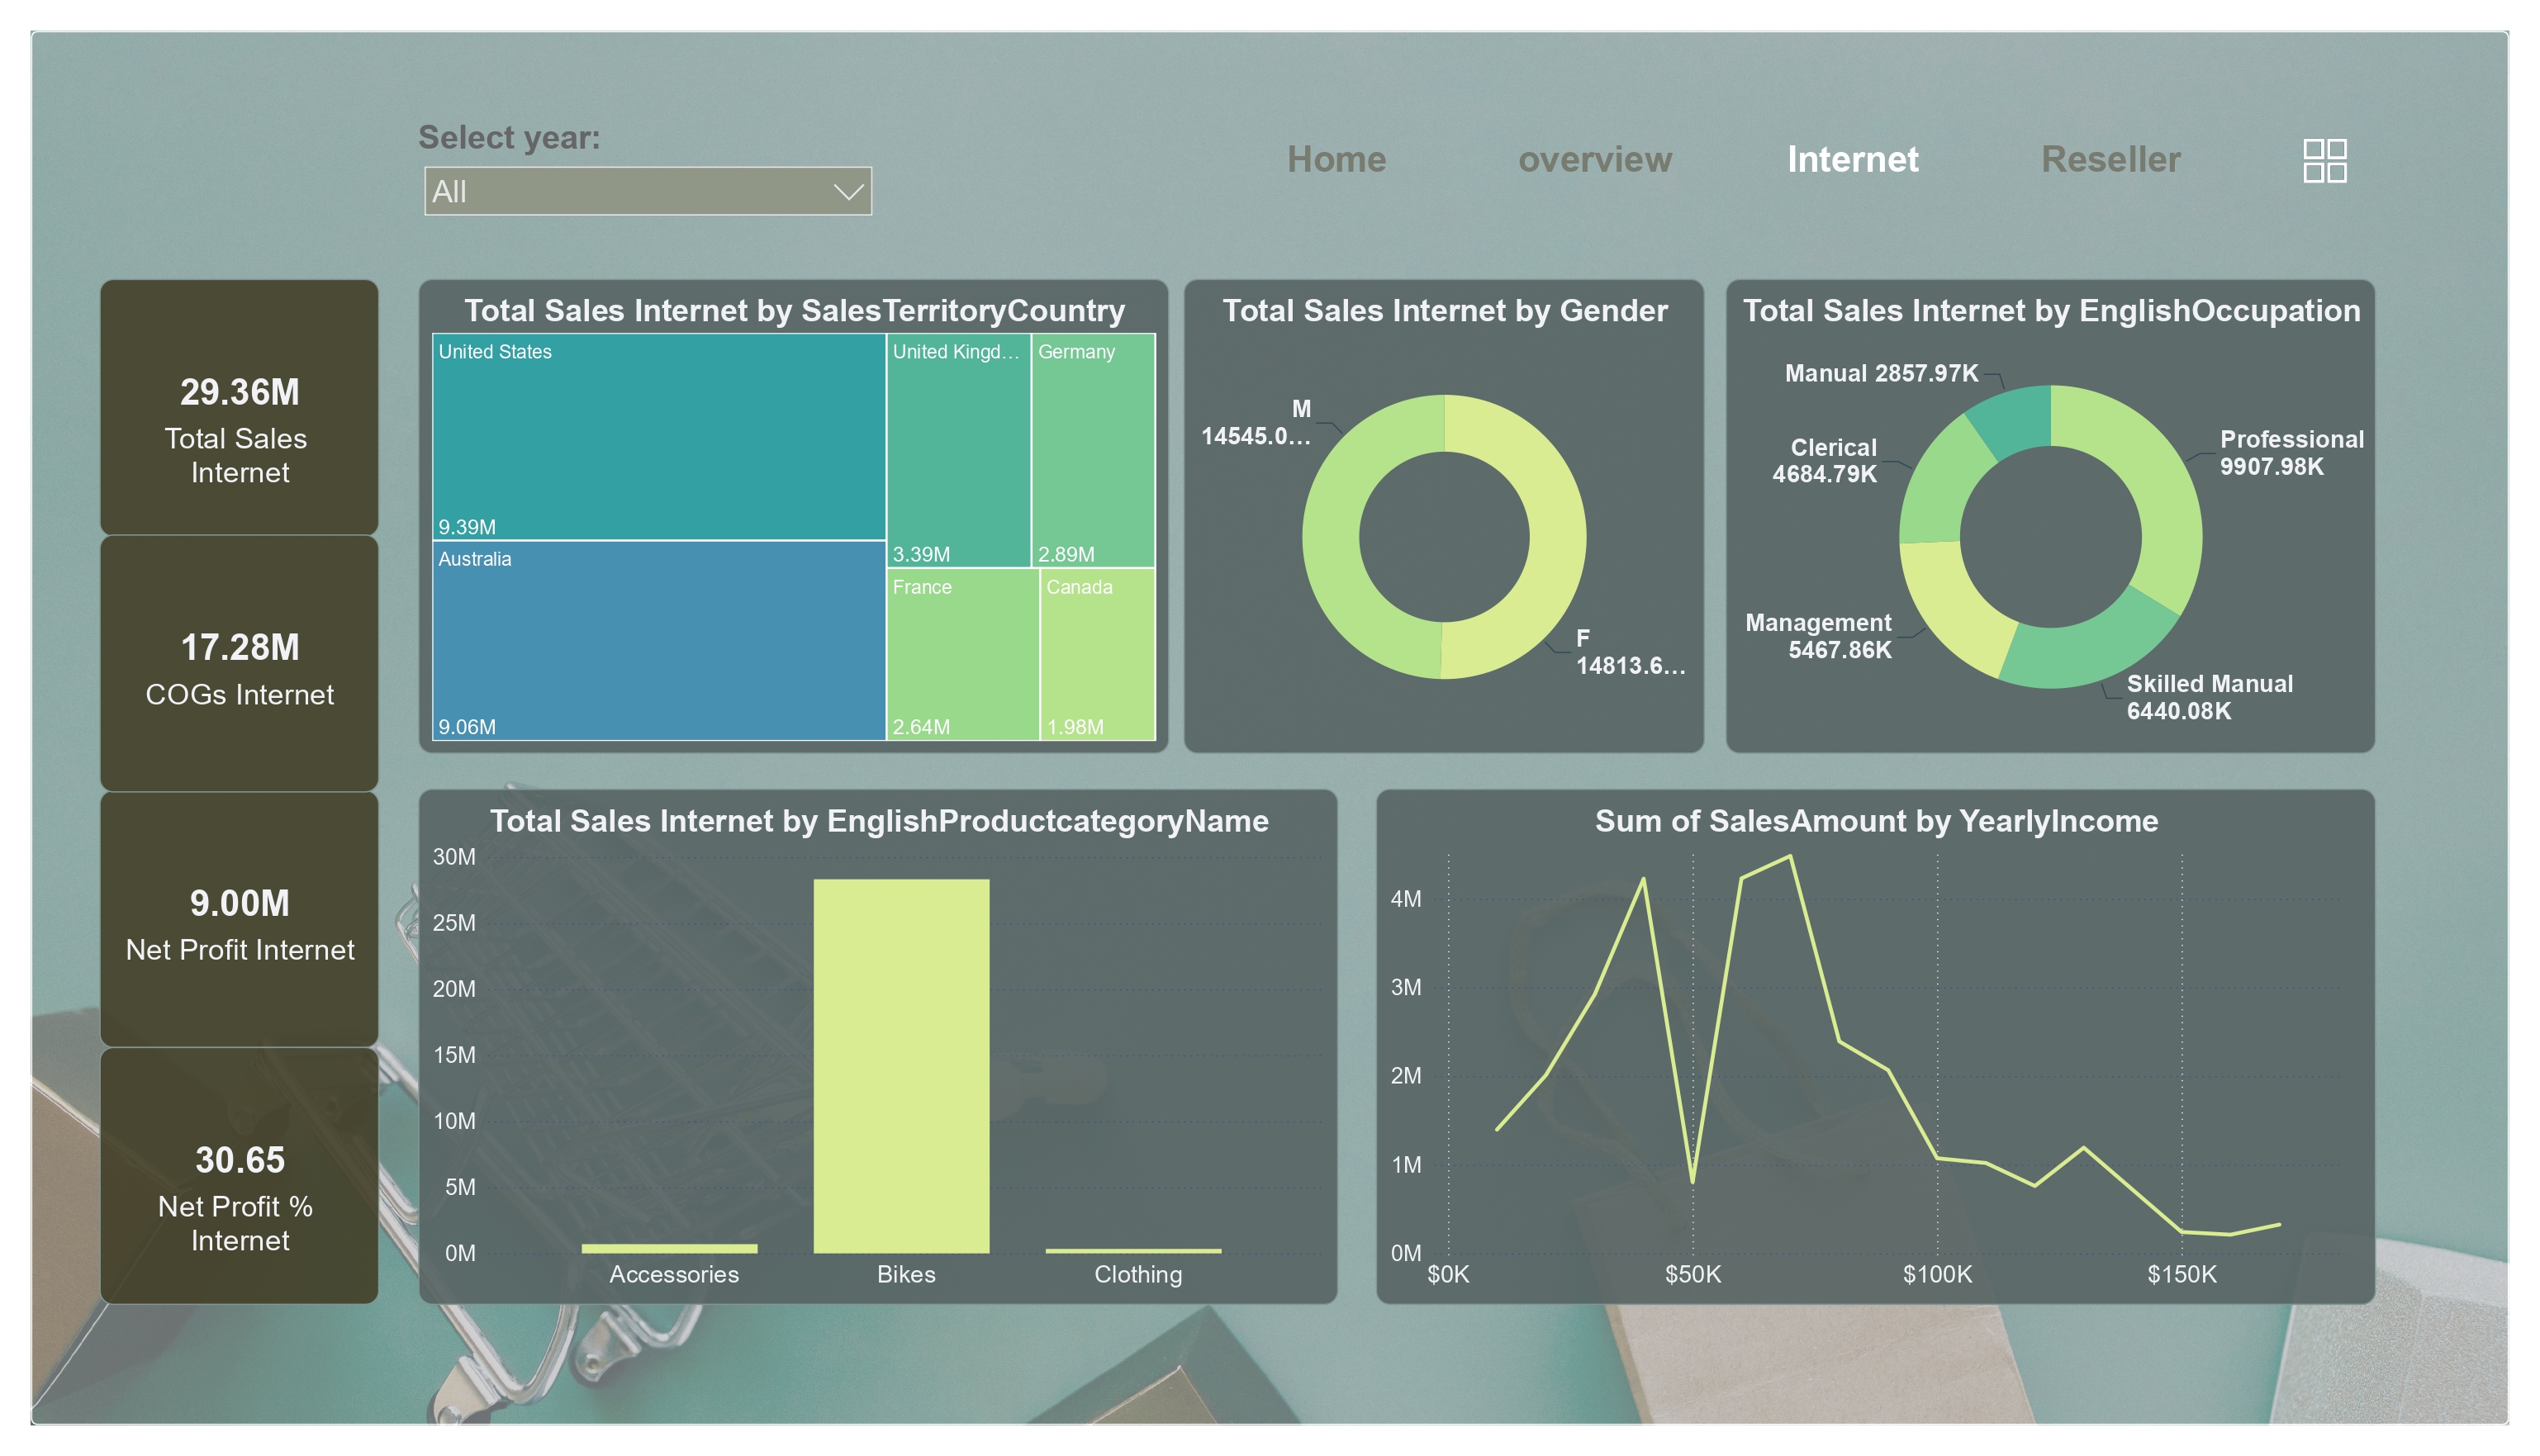 Select year:
All
Home overview Internet Reseller
29.36M
Total Sales
Internet
17.28M
COGs Internet
9.00M
Net Profit Internet
30.65
Net Profit %
Internet
Total Sales Internet by SalesTerritoryCountry
United States
9.39M
Australia
9.06M
United Kingd...
3.39M
Germany
2.89M
France
2.64M
Canada
1.98M
Total Sales Internet by Gender
M
14545.0...
F
14813.6...
Total Sales Internet by EnglishOccupation
Manual 2857.97K
Clerical
4684.79K
Professional
9907.98K
Management
5467.86K
Skilled Manual
6440.08K
Total Sales Internet by EnglishProductcategoryName
30M
25M
20M
15M
10M
5M
0M
Accessories Bikes Clothing
Sum of SalesAmount by YearlyIncome
4M
3M
2M
1M
0M
$0K $50K $100K $150K